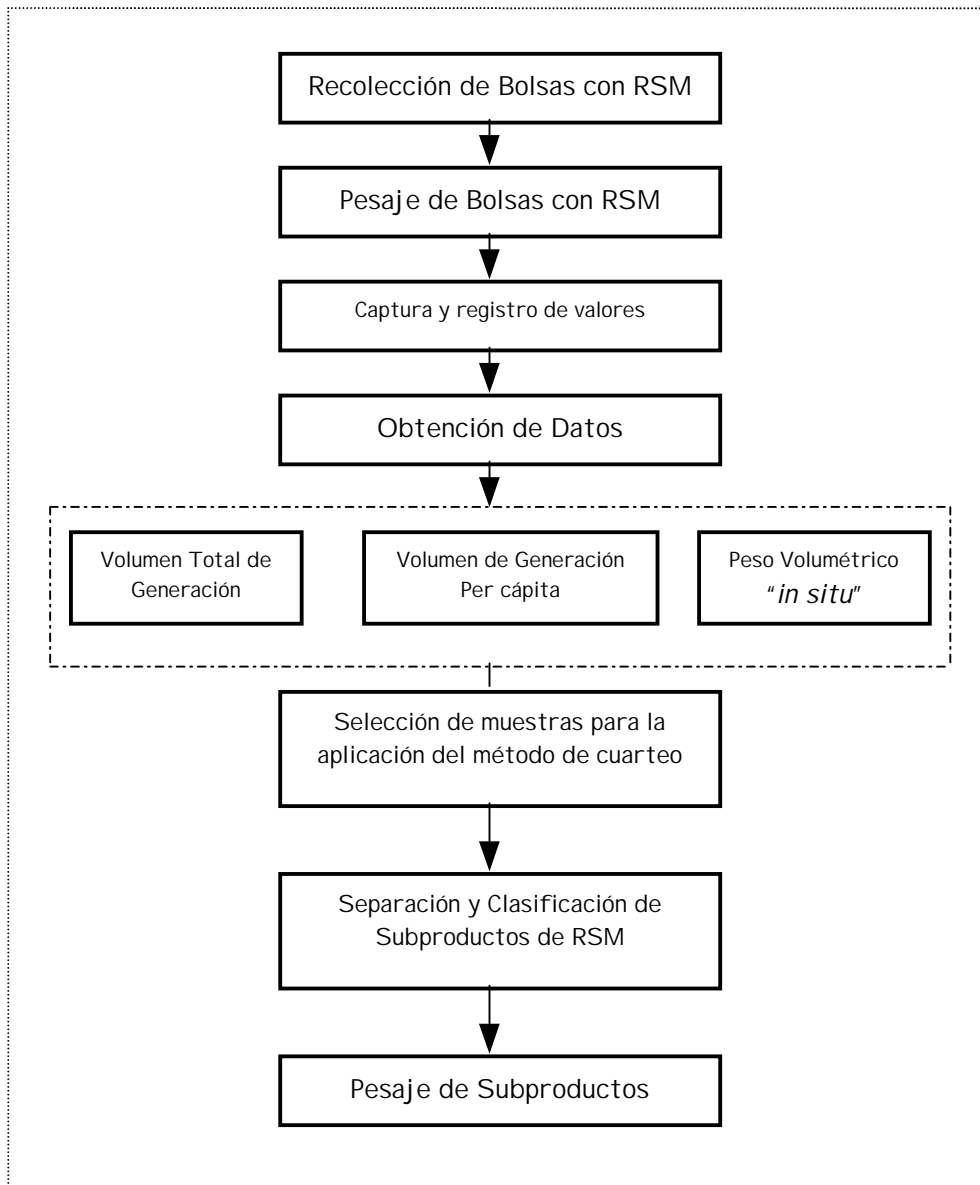 Recolección de Bolsas con RSM
Pesaje de Bolsas con RSM
Captura y registro de valores
Obtención de Datos
Volumen Total de
Generación
Volumen de Generación
Per cápita
Peso Volumétrico
"in situ"
Selección de muestras para la
aplicación del método de cuarteo
Separación y Clasificación de
Subproductos de RSM
Pesaje de Subproductos